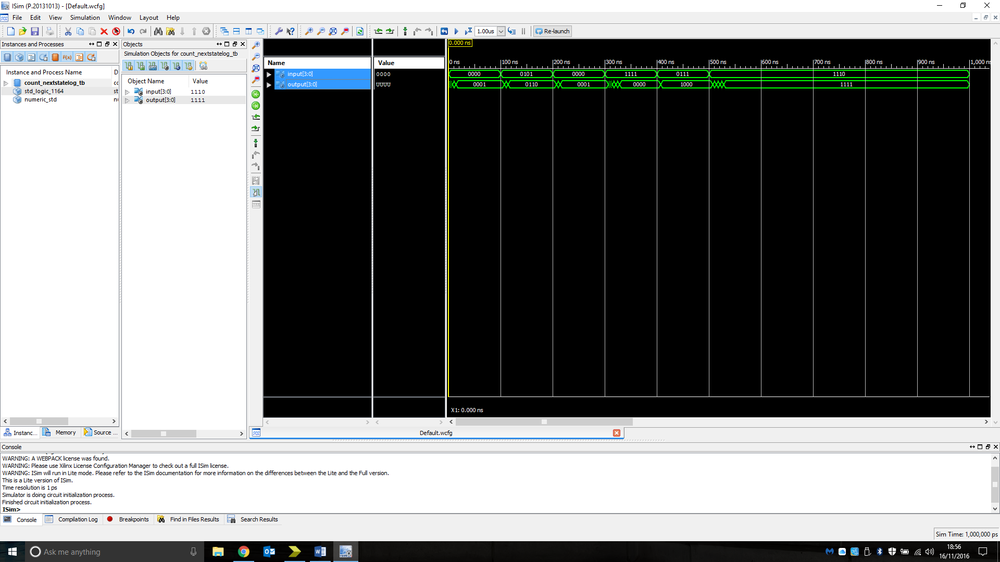 ISim (P.20131013) - [Default.wcfg]
File Edit View Simulation Window Layout Help
1.00us Re-launch
Instances and Processes
Instance and Process Name D
count_nextstatelog_tb cc
std_logic_1164 st
numeric_std nu
Instanc... Memory Source ...
Objects
Simulation Objects for count_nextstatelog_tb
Object Name Value
input[3:0] 1110
output[3:0] 1111
Name Value
input[3:0] 0000
output[3:0] UUUU
0.000 ns
0 ns 100 ns 200 ns 300 ns 400 ns 500 ns 600 ns 700 ns 800 ns 900 ns 1,000 ns
0000 0101 0000 1111 0111 1110
0001 0110 0001 0000 1000 1111
X1: 0.000 ns
Default.wcfg
Console
WARNING: A WEBPACK license was found.
WARNING: Please use Xilinx License Configuration Manager to check out a full ISim license.
WARNING: ISim will run in Lite mode. Please refer to the ISim documentation for more information on the differences between the Lite and the Full version.
This is a Lite version of ISim.
Time resolution is 1 ps
Simulator is doing circuit initialization process.
Finished circuit initialization process.
ISim>
Console Compilation Log Breakpoints Find in Files Results Search Results
Sim Time: 1,000,000 ps
Ask me anything
18:56
16/11/2016